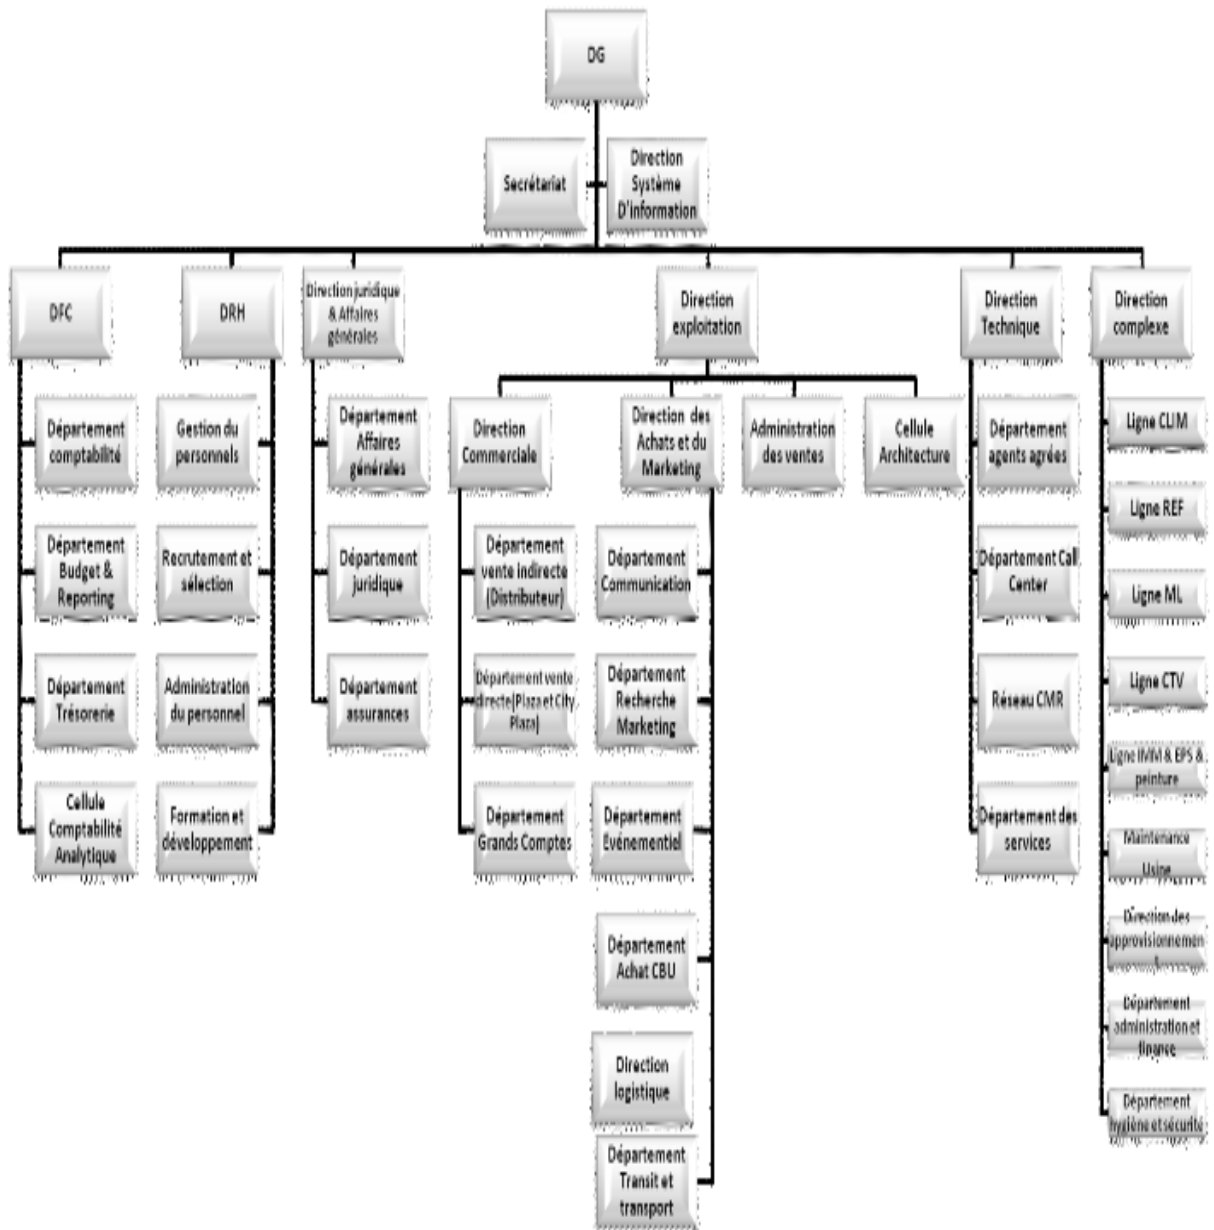 DG
Secrétariat
Direction
Système
D'information
DFC
DRH
Direction juridique
& Affaires
générales
Direction
exploitation
Direction
Technique
Direction
complexe
Département
comptabilité
Département
Budget &
Reporting
Département
Trésorerie
Cellule
Comptabilité
Analytique
Gestion du
personnels
Recrutement et
sélection
Administration
du personnel
Formation et
développement
Département
Affaires
générales
Département
juridique
Département
assurances
Direction
Commerciale
Direction des
Achats et du
Marketing
Administration
des ventes
Cellule
Architecture
Département
vente indirecte
(Distributeur)
Département vente
directe(Plaza et City
Plaza)
Département
Grands Comptes
Département
Communication
Département
Recherche
Marketing
Département
Evénementiel
Département
Achat CBU
Direction
logistique
Département
Transit et
transport
Département
agents agrées
Département Call
Center
Réseau CMR
Département des
services
Ligne CLIM
Ligne REF
Ligne ML
Ligne CTV
Ligne IMM & EPS &
peinture
Maintenance
Usine
Direction des
approvisionnemen
t
Département
administration et
finance
Département
hygiène et sécurité